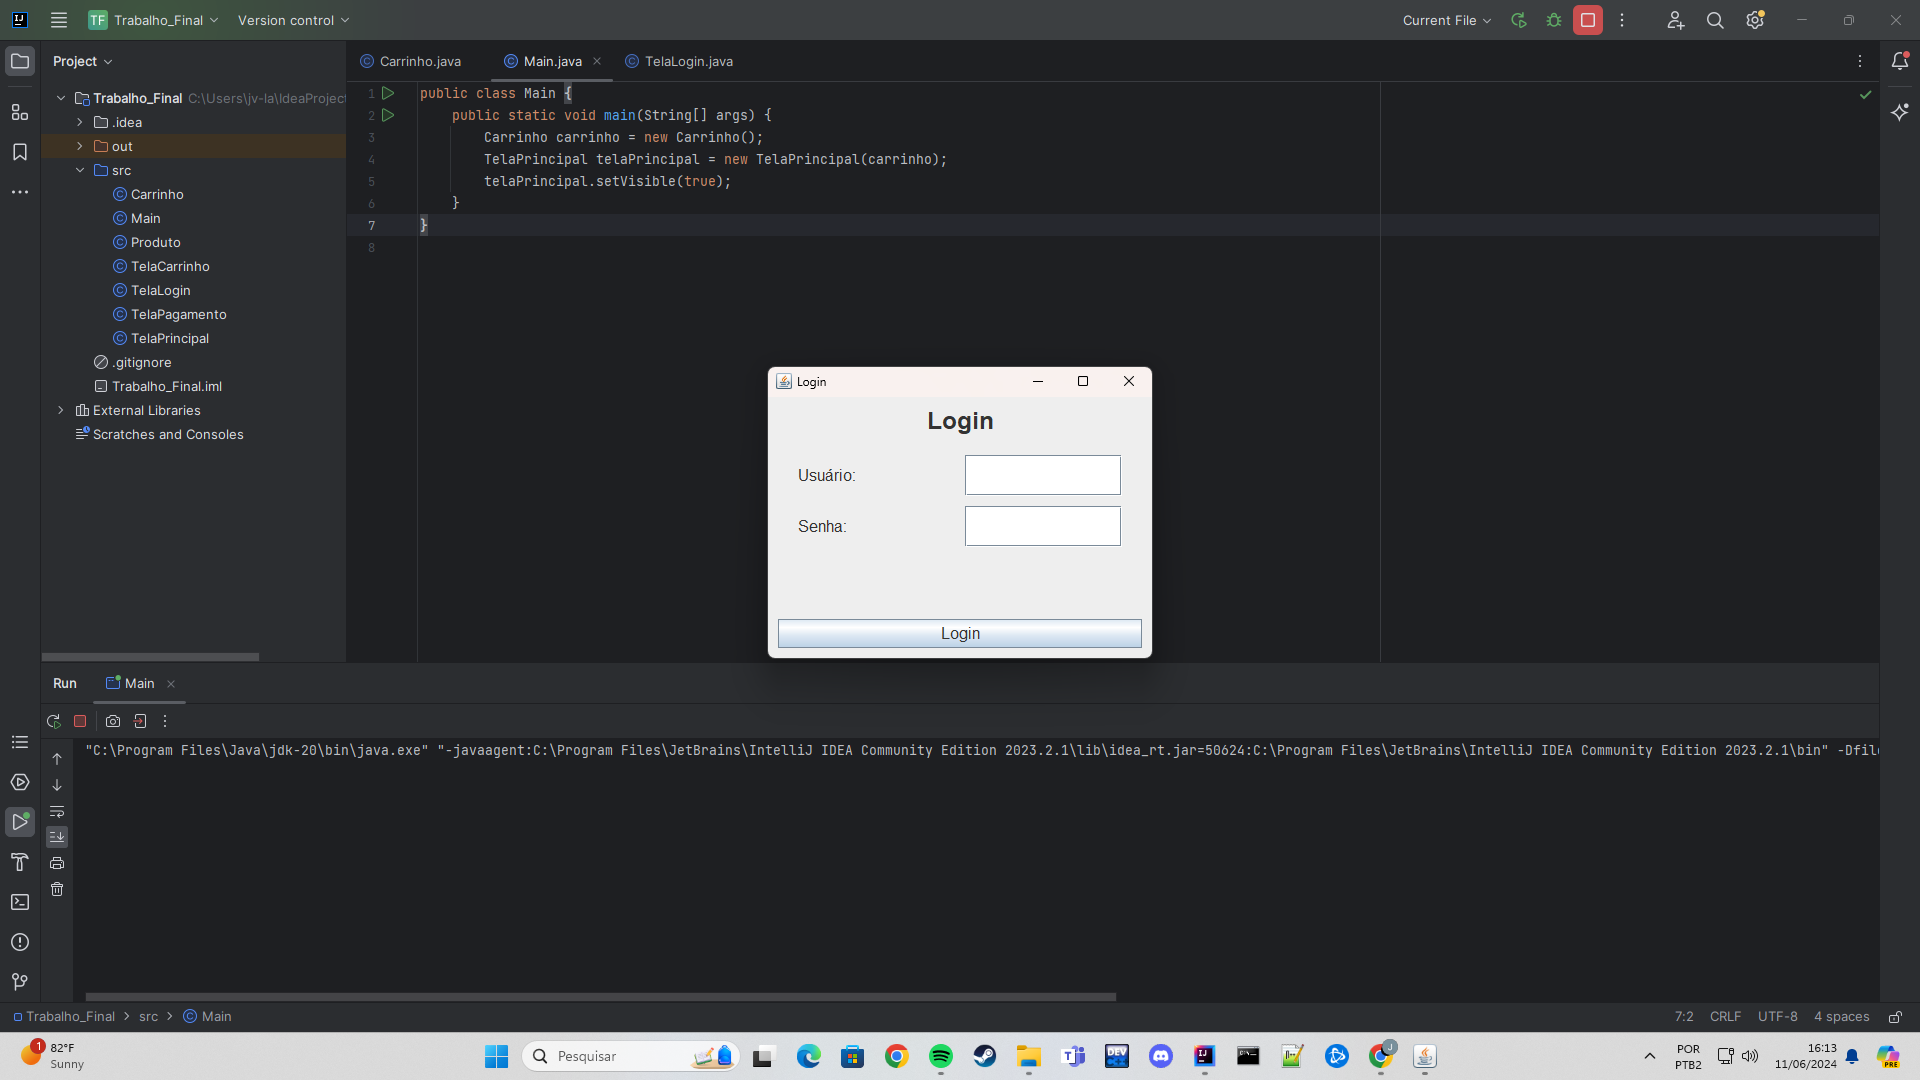 Trabalho_Final
Version control
Current File
Project
Carrinho.java
Main.java
TelaLogin.java
Trabalho_Final C:\Users\jv-la\IdeaProject
.idea
out
src
Carrinho
Main
Produto
TelaCarrinho
TelaLogin
TelaPagamento
TelaPrincipal
.gitignore
Trabalho_Final.iml
External Libraries
Scratches and Consoles
1 public class Main {
2 public static void main(String[] args) {
3 Carrinho carrinho = new Carrinho();
4 TelaPrincipal telaPrincipal = new TelaPrincipal(carrinho);
5 telaPrincipal.setVisible(true);
6 }
7 }
8
Login
Login
Usuário:
Senha:
Login
Run
Main
"C:\Program Files\Java\jdk-20\bin\java.exe" "-javaagent:C:\Program Files\JetBrains\IntelliJ IDEA Community Edition 2023.2.1\lib\idea_rt.jar=50624:C:\Program Files\JetBrains\IntelliJ IDEA Community Edition 2023.2.1\bin" -Dfile
Trabalho_Final > src > Main
7:2
CRLF
UTF-8
4 spaces
1
82°F
Sunny
Pesquisar
POR
PTB2
16:13
11/06/2024